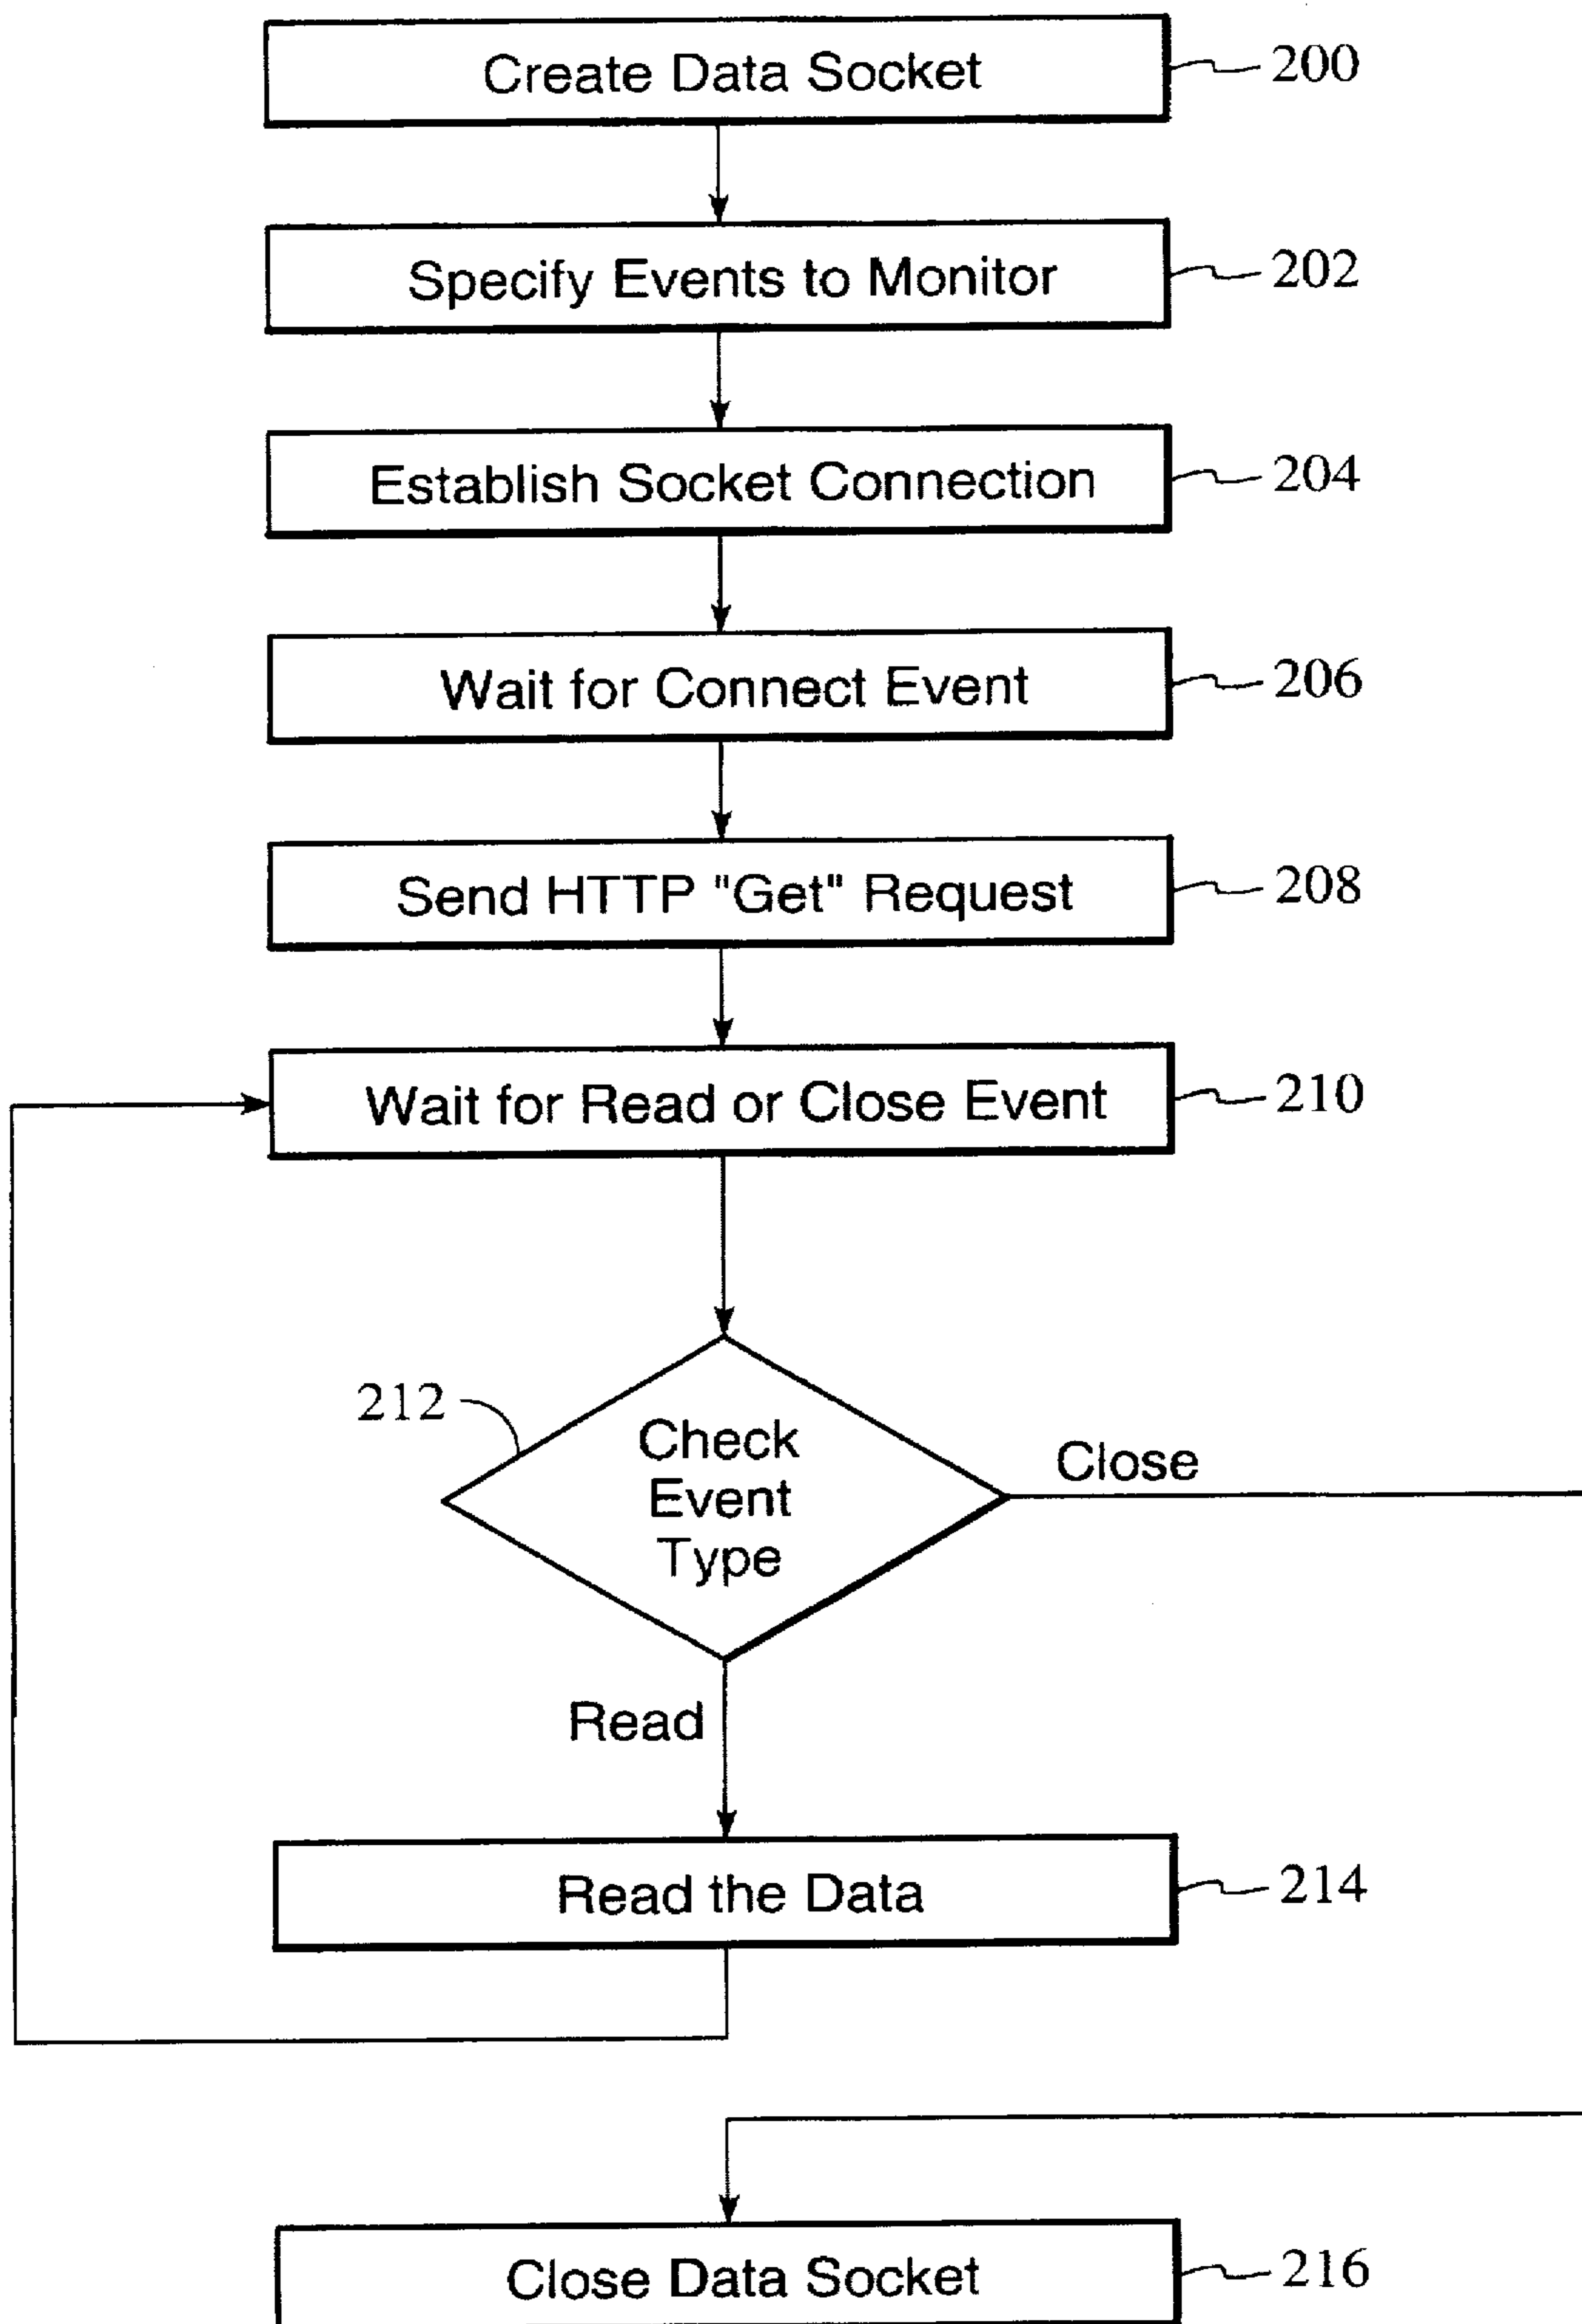 Create Data Socket 200
Specify Events to Monitor 202
Establish Socket Connection 204
Wait for Connect Event 206
Send HTTP "Get" Request 208
Wait for Read or Close Event 210
212
Check
Event
Type
Close
Read
Read the Data 214
Close Data Socket 216